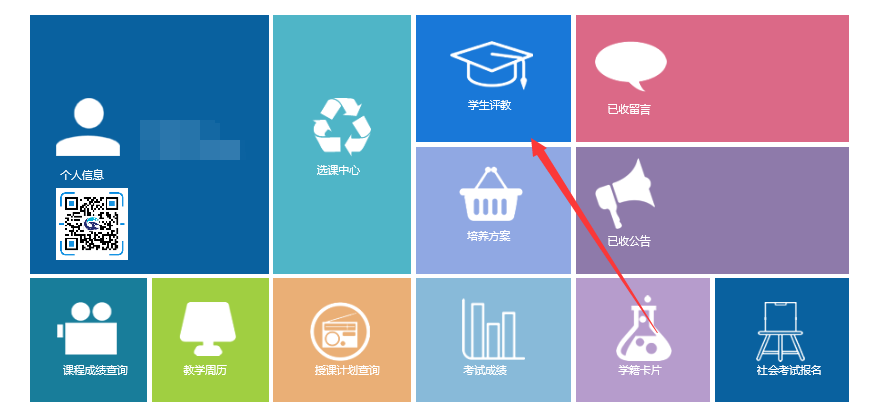 学生评教
已收留言
个人信息
选课中心
培养方案
已收公告
课程成绩查询
教学周历
授课计划查询
考试成绩
学籍卡片
社会考试报名